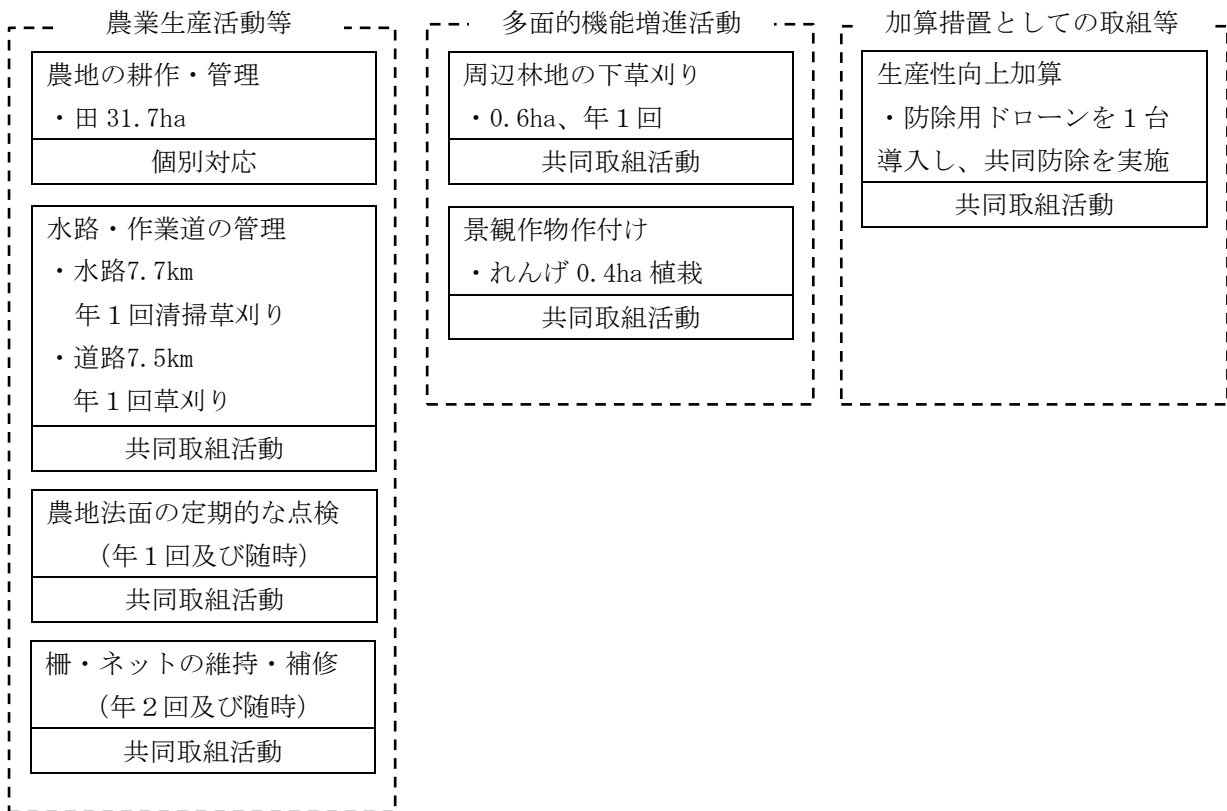 農業生産活動等
農地の耕作・管理
・田 31.7ha
個別対応
水路・作業道の管理
・水路7.7km
年１回清掃草刈り
・道路7.5km
年１回草刈り
共同取組活動
農地法面の定期的な点検
（年１回及び随時）
共同取組活動
柵・ネットの維持・補修
（年２回及び随時）
共同取組活動
多面的機能増進活動
周辺林地の下草刈り
・0.6ha、年１回
共同取組活動
景観作物作付け
・れんげ 0.4ha 植栽
共同取組活動
加算措置としての取組等
生産性向上加算
・防除用ドローンを１台
導入し、共同防除を実施
共同取組活動